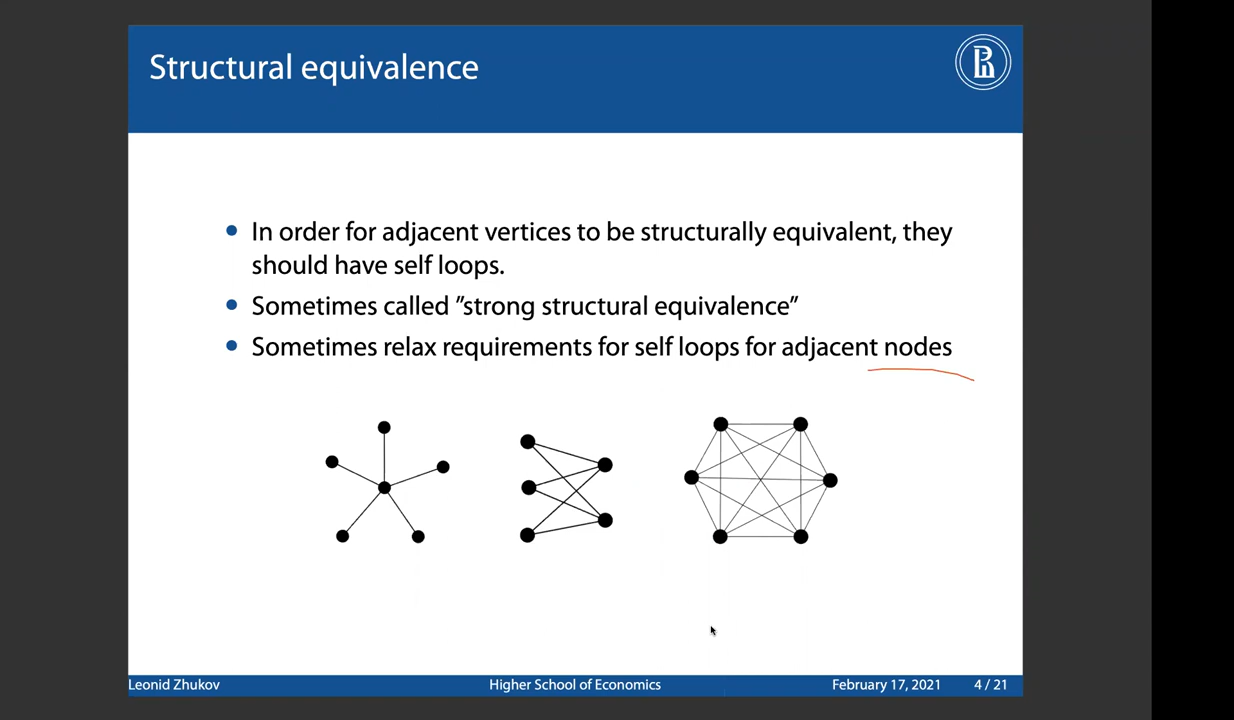 Structural equivalence
In order for adjacent vertices to be structurally equivalent, they
should have self loops.
Sometimes called ”strong structural equivalence”
Sometimes relax requirements for self loops for adjacent nodes
Leonid Zhukov Higher School of Economics February 17, 2021 4 / 21